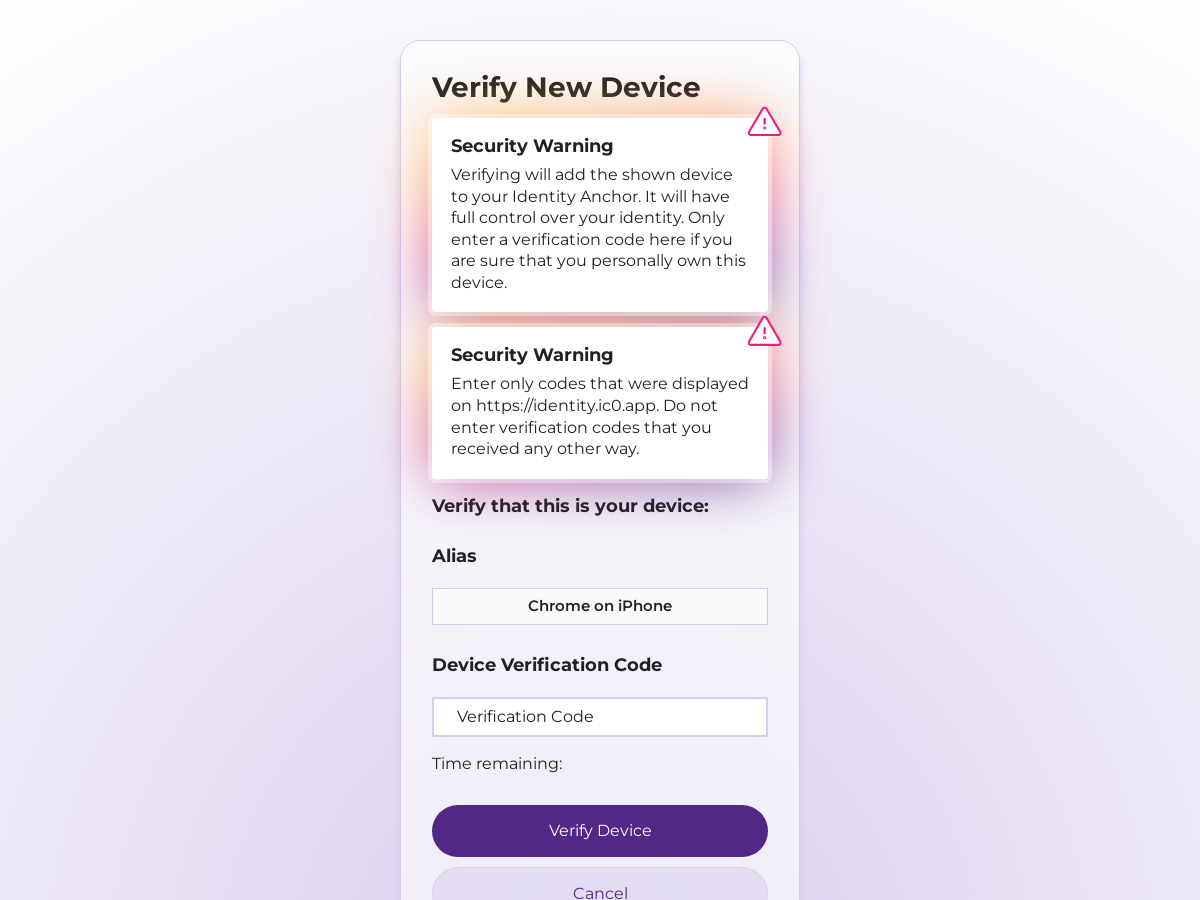 Verify New Device
Security Warning
Verifying will add the shown device
to your Identity Anchor. It will have
full control over your identity. Only
enter a verification code here if you
are sure that you personally own this
device.
Security Warning
Enter only codes that were displayed
on https://identity.ic0.app. Do not
enter verification codes that you
received any other way.
Verify that this is your device:
Alias
Chrome on iPhone
Device Verification Code
Verification Code
Time remaining:
Verify Device
Cancel